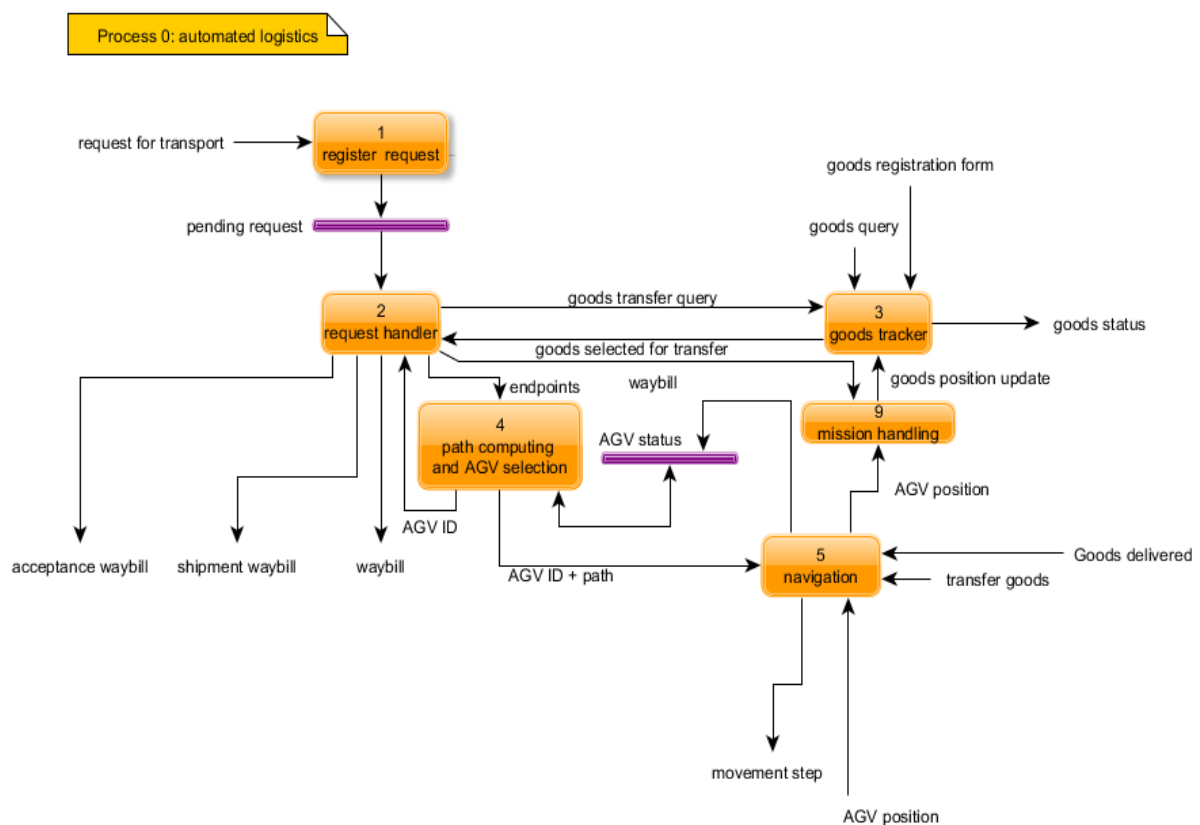 Process 0: automated logistics
request for transport
1
register request
pending request
goods registration form
goods query
2
request handler
goods transfer query
3
goods tracker
goods status
goods selected for transfer
endpoints
waybill
goods position update
4
path computing
and AGV selection
AGV status
9
mission handling
AGV position
AGV ID
acceptance waybill
shipment waybill
waybill
AGV ID + path
5
navigation
Goods delivered
transfer goods
movement step
AGV position